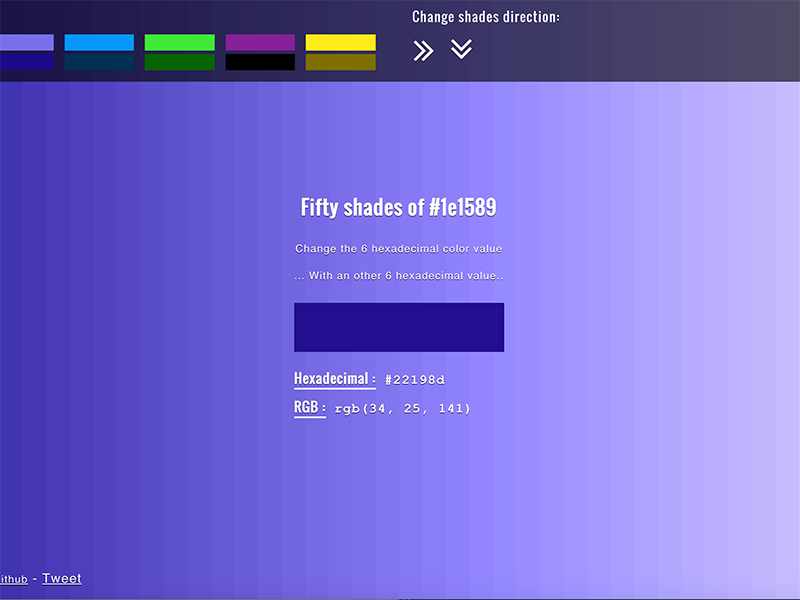 Change shades direction:
Fifty shades of #1e1589
Change the 6 hexadecimal color value
... With an other 6 hexadecimal value..
Hexadecimal : #22198d
RGB : rgb(34, 25, 141)
ithub - Tweet